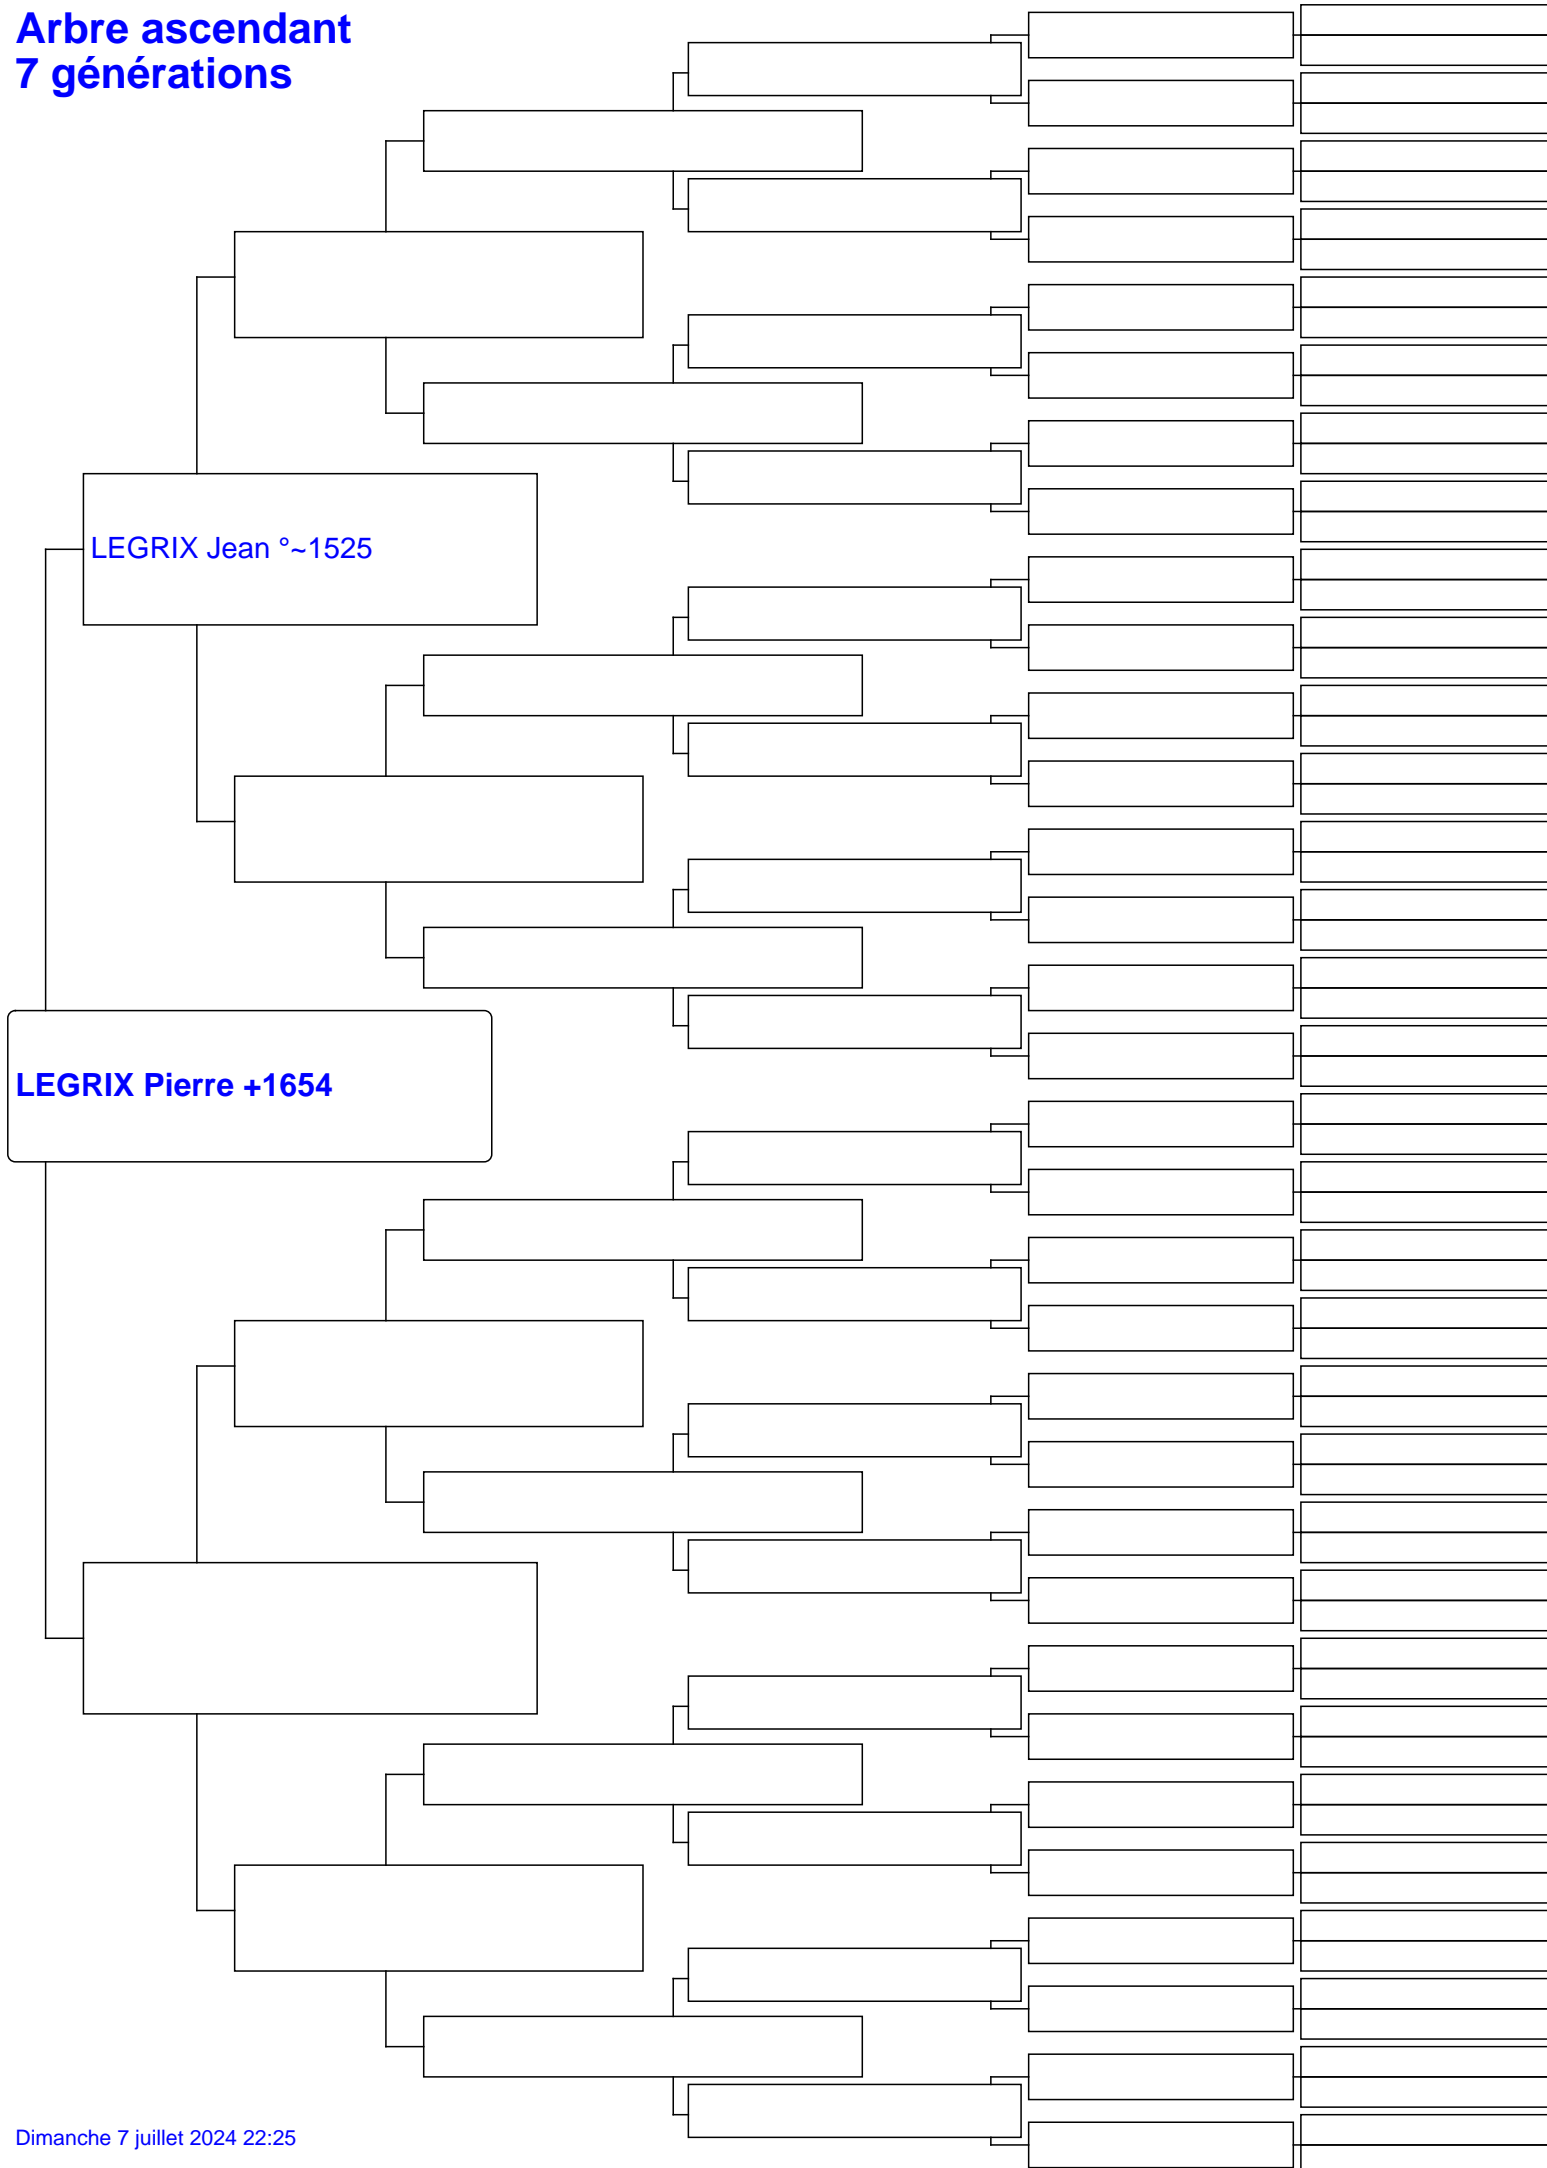 Arbre ascendant
7 générations
LEGRIX Jean °~1525
LEGRIX Pierre +1654
Dimanche 7 juillet 2024 22:25